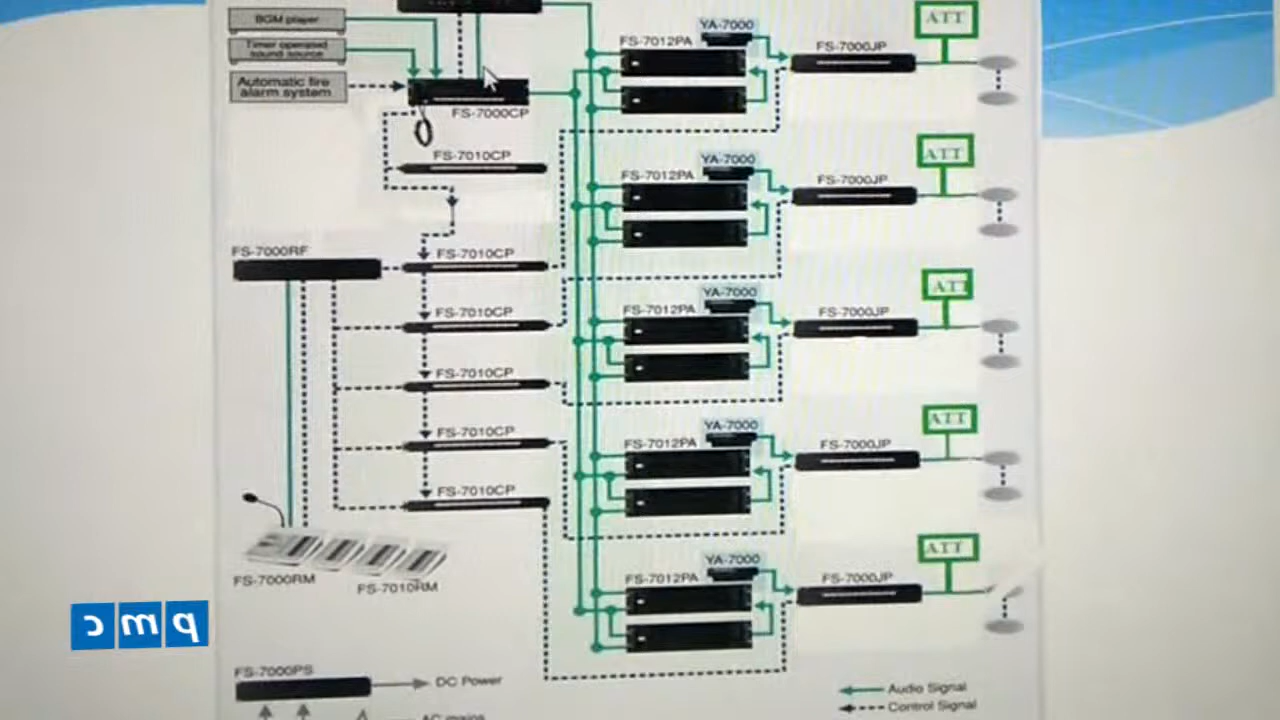 BGM player
Timer operated
sound source
Automatic fire
alarm system
FS-7000CP
FS-7010CP
FS-7000RF
FS-7010CP
FS-7010CP
FS-7010CP
FS-7010CP
FS-7010CP
FS-7000RM
FS-7010RM
pmc
FS-7000PS
DC Power
AC mains
YA-7000
FS-7012PA
FS-7000JP
ATT
YA-7000
FS-7012PA
FS-7000JP
ATT
YA-7000
FS-7012PA
FS-7000JP
ATT
YA-7000
FS-7012PA
FS-7000JP
ATT
YA-7000
FS-7012PA
FS-7000JP
ATT
Audio Signal
Control Signal